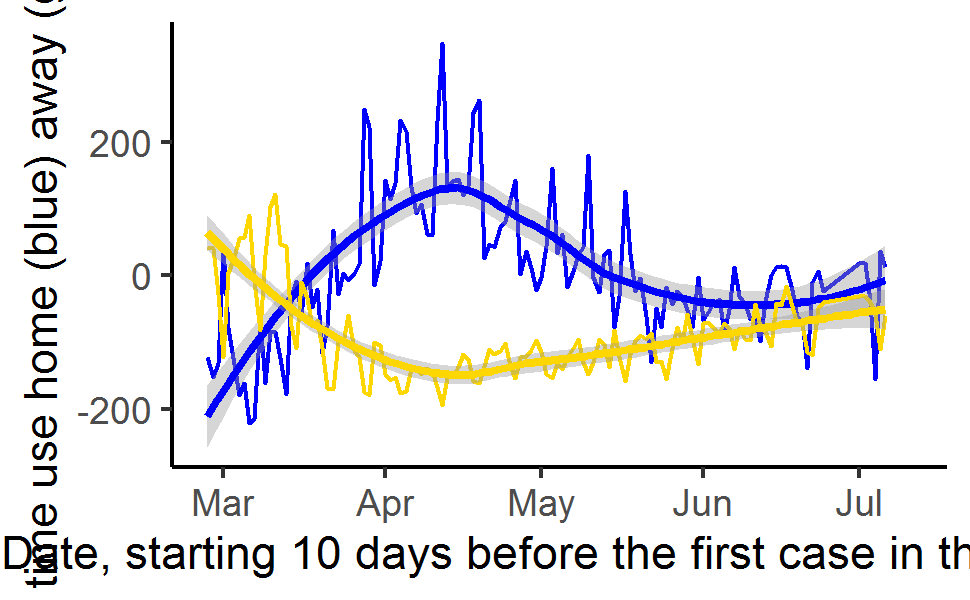 time use home (blue) away (
200
0
-200
Mar Apr May Jun Jul
Date, starting 10 days before the first case in th